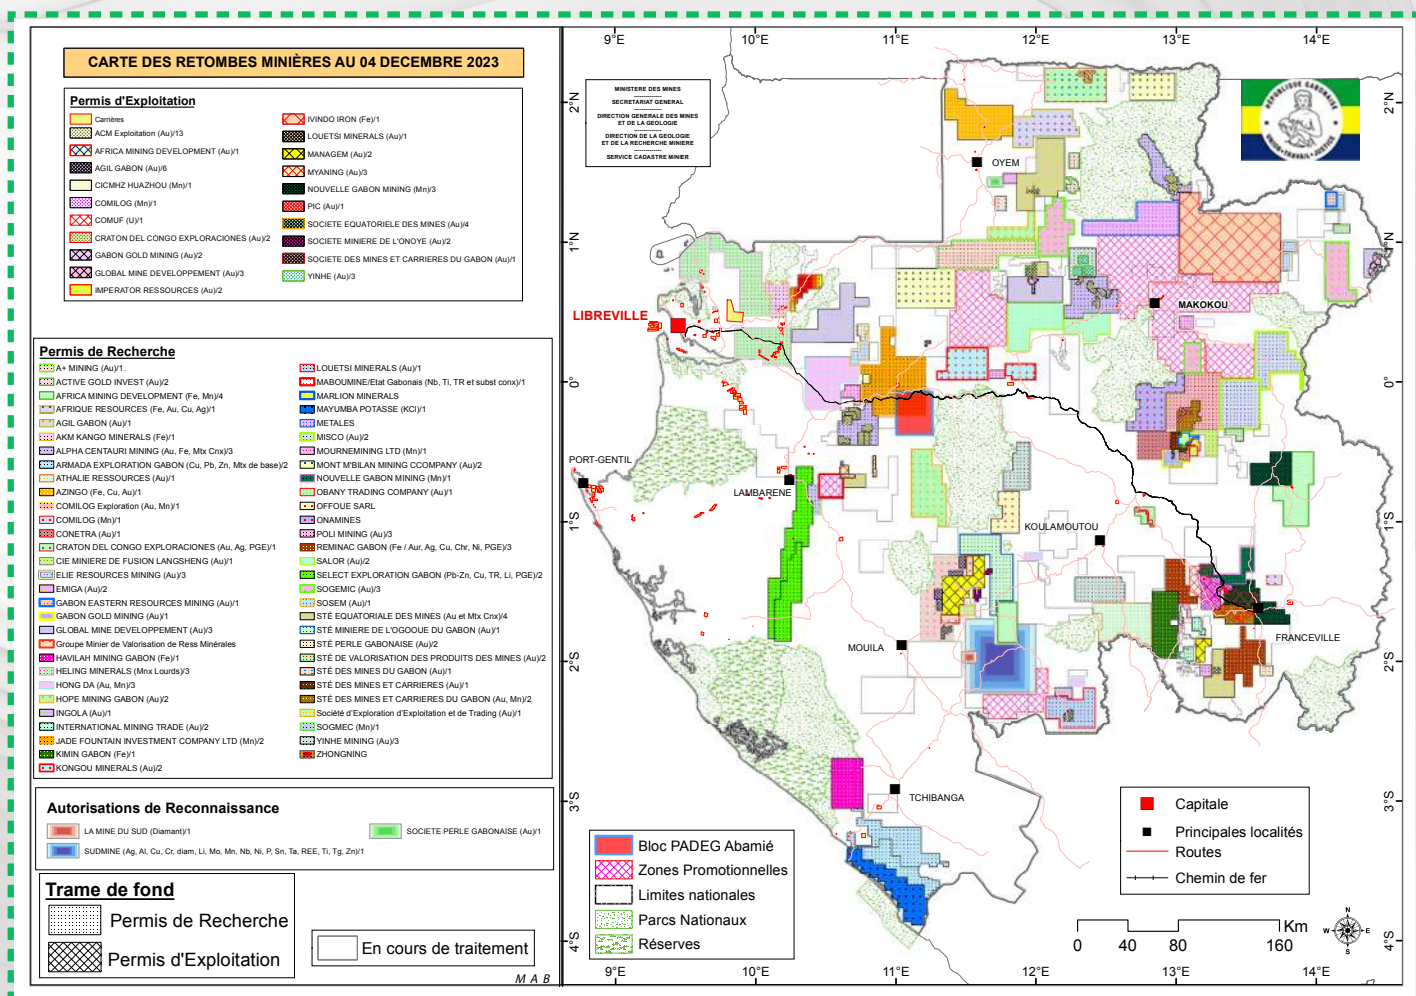 CARTE DES RETOMBES MINIÈRES AU 04 DECEMBRE 2023
Permis d'Exploitation
Carrières
ACM Exploitation (Au)/13
AFRICA MINING DEVELOPMENT (Au)/1
AGIL GABON (Au)/6
CICMHZ HUAZHOU (Mn)/1
COMILOG (Mn)/1
COMUF (U)/1
CRATON DEL CONGO EXPLORACIONES (Au)/2
GABON GOLD MINING (Au)/2
GLOBAL MINE DEVELOPPEMENT (Au)/3
IMPERATOR RESSOURCES (Au)/2
IVINDO IRON (Fe)/1
LOUETSI MINERALS (Au)/1
MANAGEM (Au)/2
MYANING (Au)/3
NOUVELLE GABON MINING (Mn)/3
PIC (Au)/1
SOCIETE EQUATORIELE DES MINES (Au)/4
SOCIETE MINIERE DE L'ONOYE (Au)/2
SOCIETE DES MINES ET CARRIERES DU GABON (Au)/1
YINHE (Au)/3
Permis de Recherche
A+ MINING (Au)/1.
ACTIVE GOLD INVEST (Au)/2
AFRICA MINING DEVELOPMENT (Fe, Mn)/4
AFRIQUE RESOURCES (Fe, Au, Cu, Ag)/1
AGIL GABON (Au)/1
AKM KANGO MINERALS (Fe)/1
ALPHA CENTAURI MINING (Au, Fe, Mtx Cnx)/3
ARMADA EXPLORATION GABON (Cu, Pb, Zn, Mtx de base)/2
ATHALIE RESSOURCES (Au)/1
AZINGO (Fe, Cu, Au)/1
COMILOG Exploration (Au, Mn)/1
COMILOG (Mn)/1
CONETRA (Au)/1
CRATON DEL CONGO EXPLORACIONES (Au, Ag, PGE)/1
CIE MINIERE DE FUSION LANGSHENG (Au)/1
ELIE RESOURCES MINING (Au)/3
EMIGA (Au)/2
GABON EASTERN RESOURCES MINING (Au)/1
GABON GOLD MINING (Au)/1
GLOBAL MINE DEVELOPPEMENT (Au)/3
Groupe Minier de Valorisation de Ress Minérales
HAVILAH MINING GABON (Fe)/1
HELING MINERALS (Mnx Lourds)/3
HONG DA (Au, Mn)/3
HOPE MINING GABON (Au)/2
INGOLA (Au)/1
INTERNATIONAL MINING TRADE (Au)/2
JADE FOUNTAIN INVESTMENT COMPANY LTD (Mn)/2
KIMIN GABON (Fe)/1
KONGOU MINERALS (Au)/2
LOUETSI MINERALS (Au)/1
MABOUMINE/Etat Gabonais (Nb, Ti, TR et subst conx)/1
MARLION MINERALS
MAYUMBA POTASSE (KCl)/1
METALES
MISCO (Au)/2
MOURNEMINING LTD (Mn)/1
MONT M'BILAN MINING CCOMPANY (Au)/2
NOUVELLE GABON MINING (Mn)/1
OBANY TRADING COMPANY (Au)/1
OFFOUE SARL
ONAMINES
POLI MINING (Au)/3
REMINAC GABON (Fe / Aur, Ag, Cu, Chr, Ni, PGE)/3
SALOR (Au)/2
SELECT EXPLORATION GABON (Pb-Zn, Cu, TR, Li, PGE)/2
SOGEMIC (Au)/3
SOSEM (Au)/1
STÉ EQUATORIALE DES MINES (Au et Mtx Cnx)/4
STÉ MINIERE DE L'OGOOUE DU GABON (Au)/1
STÉ PERLE GABONAISE (Au)/2
STÉ DE VALORISATION DES PRODUITS DES MINES (Au)/2
STÉ DES MINES DU GABON (Au)/1
STÉ DES MINES ET CARRIERES (Au)/1
STÉ DES MINES ET CARRIERES DU GABON (Au, Mn)/2
Société d'Exploration d'Exploitation et de Trading (Au)/1
SOGMEC (Mn)/1
YINHE MINING (Au)/3
ZHONGNING
Autorisations de Reconnaissance
LA MINE DU SUD (Diamant)/1
SOCIETE PERLE GABONAISE (Au)/1
SUDMINE (Ag, Al, Cu, Cr, diam, Li, Mo, Mn, Nb, Ni, P, Sn, Ta, REE, Ti, Tg, Zn)/1
Trame de fond
Permis de Recherche
Permis d'Exploitation
En cours de traitement
M A B
9°E 10°E 11°E 12°E 13°E 14°E
2°N 2°N
1°N 1°N
0° 0°
1°S 1°S
2°S 2°S
3°S 3°S
4°S 4°S
9°E 10°E 11°E 12°E 13°E 14°E
MINISTERE DES MINES
SECRETARIAT GENERAL
DIRECTION GENERALE DES MINES
ET DE LA GEOLOGIE
DIRECTION DE LA GEOLOGIE
ET DE LA RECHERCHE MINIERE
SERVICE CADASTRE MINIER
REPUBLIQUE GABONAISE
UNION TRAVAIL JUSTICE
OYEM
LIBREVILLE
MAKOKOU
PORT-GENTIL
LAMBARENE
KOULAMOUTOU
MOUILA
FRANCEVILLE
TCHIBANGA
Bloc PADEG Abamié
Zones Promotionnelles
Limites nationales
Parcs Nationaux
Réserves
Capitale
Principales localités
Routes
Chemin de fer
Km
0 40 80 160
N
W E
S